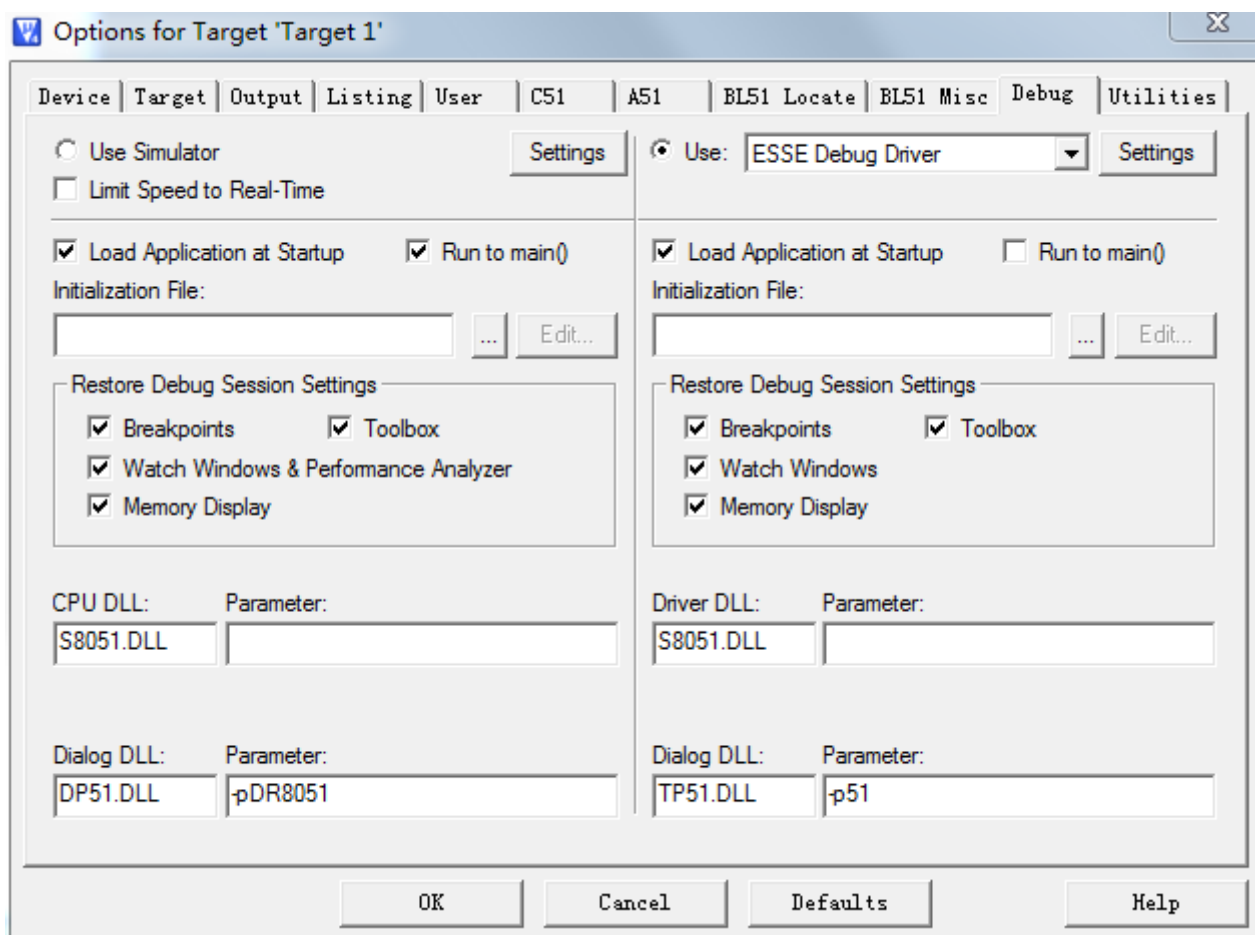 Options for Target 'Target 1'
Device Target Output Listing User C51 A51 BL51 Locate BL51 Misc Debug Utilities
Use Simulator Settings Use: ESSE Debug Driver Settings
Limit Speed to Real-Time
Load Application at Startup Run to main() Load Application at Startup Run to main()
Initialization File: Initialization File:
... Edit... ... Edit...
Restore Debug Session Settings Restore Debug Session Settings
Breakpoints Toolbox Breakpoints Toolbox
Watch Windows & Performance Analyzer Watch Windows
Memory Display Memory Display
CPU DLL: Parameter: Driver DLL: Parameter:
S8051.DLL S8051.DLL
Dialog DLL: Parameter: Dialog DLL: Parameter:
DP51.DLL -pDR8051 TP51.DLL -p51
OK Cancel Defaults Help